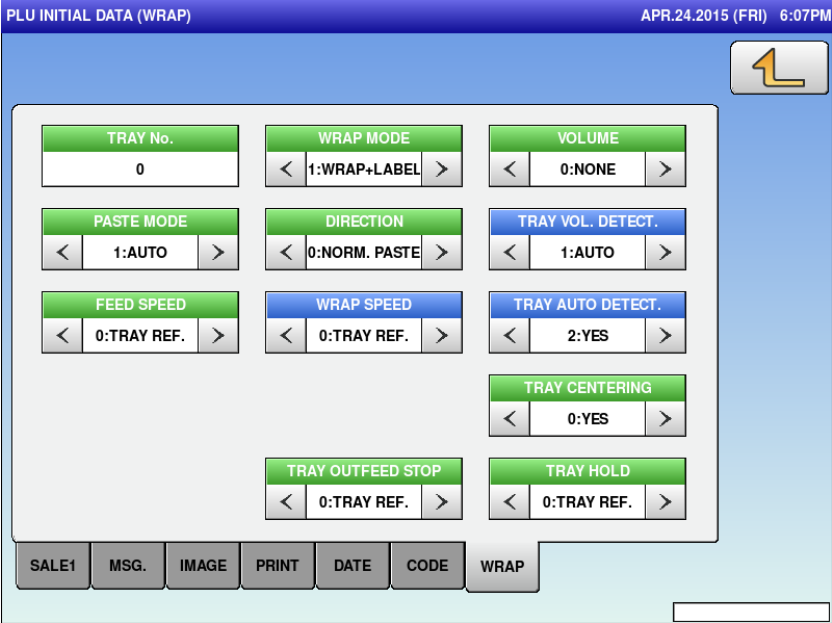 PLU INITIAL DATA (WRAP) APR.24.2015 (FRI) 6:07PM
TRAY No. WRAP MODE VOLUME
0 1:WRAP+LABEL 0:NONE
PASTE MODE DIRECTION TRAY VOL. DETECT.
1:AUTO 0:NORM. PASTE 1:AUTO
FEED SPEED WRAP SPEED TRAY AUTO DETECT.
0:TRAY REF. 0:TRAY REF. 2:YES
TRAY CENTERING
0:YES
TRAY OUTFEED STOP TRAY HOLD
0:TRAY REF. 0:TRAY REF.
SALE1 MSG. IMAGE PRINT DATE CODE WRAP